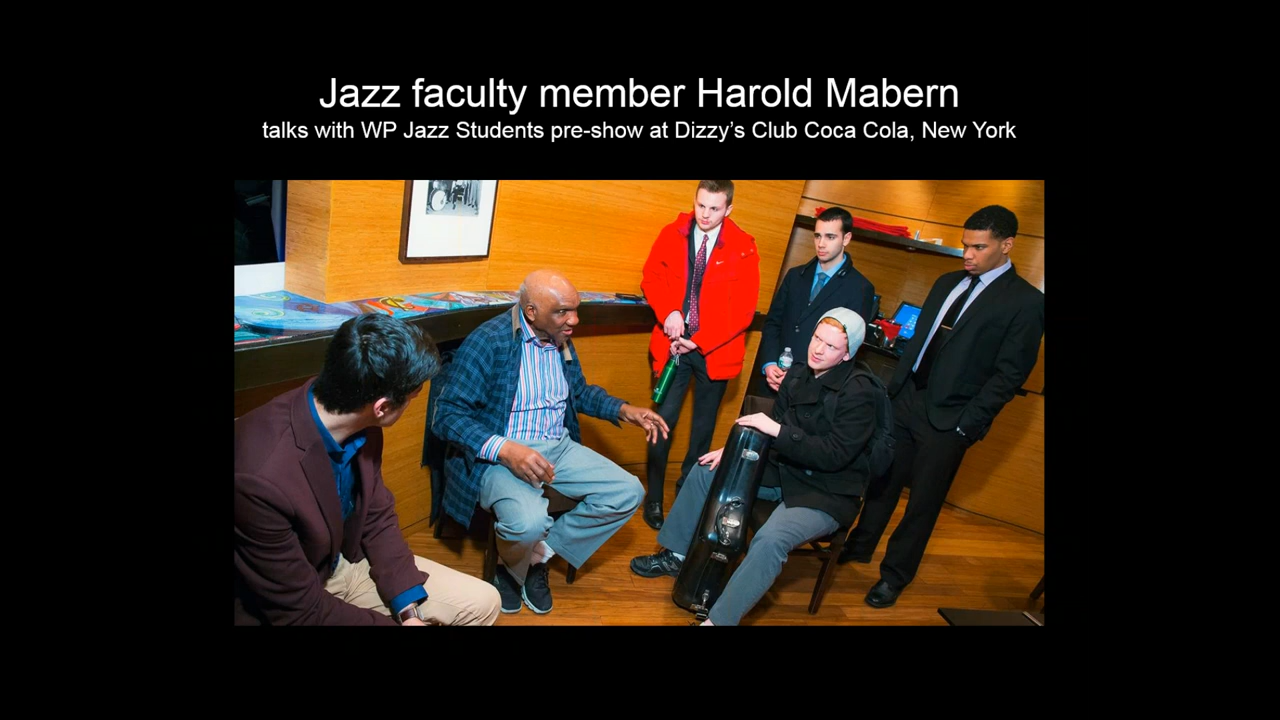 Jazz faculty member Harold Mabern
talks with WP Jazz Students pre-show at Dizzy’s Club Coca Cola, New York